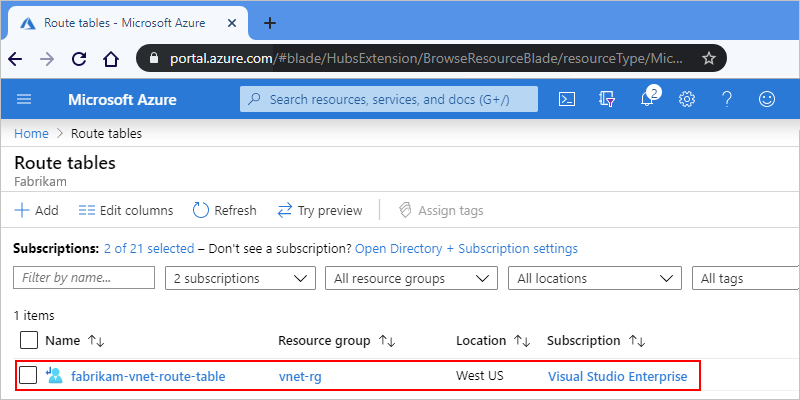 Route tables - Microsoft Azure
portal.azure.com/#blade/HubsExtension/BrowseResourceBlade/resourceType/Mic...
Microsoft Azure Search resources, services, and docs (G+/) 2
Home > Route tables
Route tables
Fabrikam
Add Edit columns Refresh Try preview Assign tags
Subscriptions: 2 of 21 selected – Don't see a subscription? Open Directory + Subscription settings
Filter by name... 2 subscriptions All resource groups All locations All tags
1 items
Name Resource group Location Subscription
fabrikam-vnet-route-table vnet-rg West US Visual Studio Enterprise